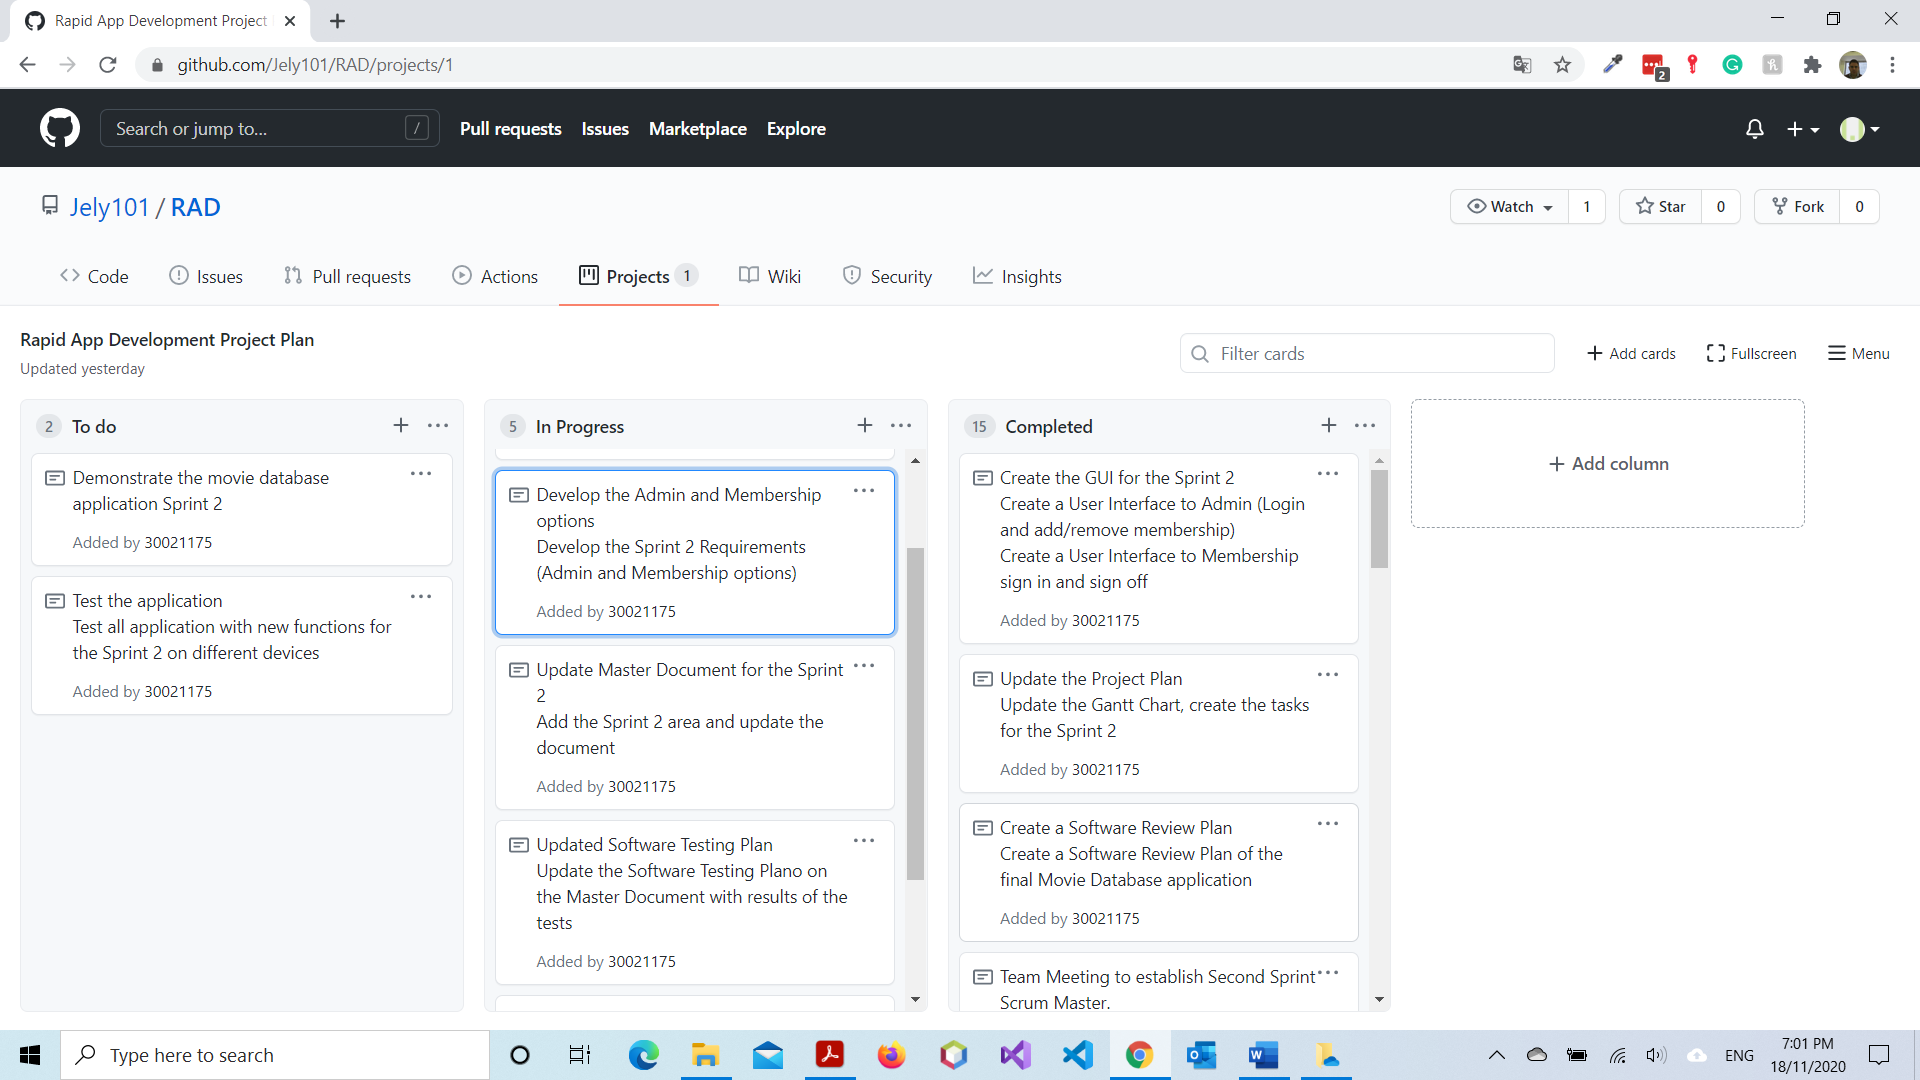 Rapid App Development Project
github.com/Jely101/RAD/projects/1
2
Search or jump to...
/
Pull requests
Issues
Marketplace
Explore
Jely101 / RAD
Watch
1
Star
0
Fork
0
Code
Issues
Pull requests
Actions
Projects 1
Wiki
Security
Insights
Rapid App Development Project Plan
Updated yesterday
Filter cards
Add cards
Fullscreen
Menu
2 To do
Demonstrate the movie database
application Sprint 2
Added by 30021175
Test the application
Test all application with new functions for
the Sprint 2 on different devices
Added by 30021175
5 In Progress
Develop the Admin and Membership
options
Develop the Sprint 2 Requirements
(Admin and Membership options)
Added by 30021175
Update Master Document for the Sprint
2
Add the Sprint 2 area and update the
document
Added by 30021175
Updated Software Testing Plan
Update the Software Testing Plano on
the Master Document with results of the
tests
Added by 30021175
15 Completed
Create the GUI for the Sprint 2
Create a User Interface to Admin (Login
and add/remove membership)
Create a User Interface to Membership
sign in and sign off
Added by 30021175
Update the Project Plan
Update the Gantt Chart, create the tasks
for the Sprint 2
Added by 30021175
Create a Software Review Plan
Create a Software Review Plan of the
final Movie Database application
Added by 30021175
Team Meeting to establish Second Sprint
Scrum Master.
Add column
Type here to search
ENG
7:01 PM
18/11/2020